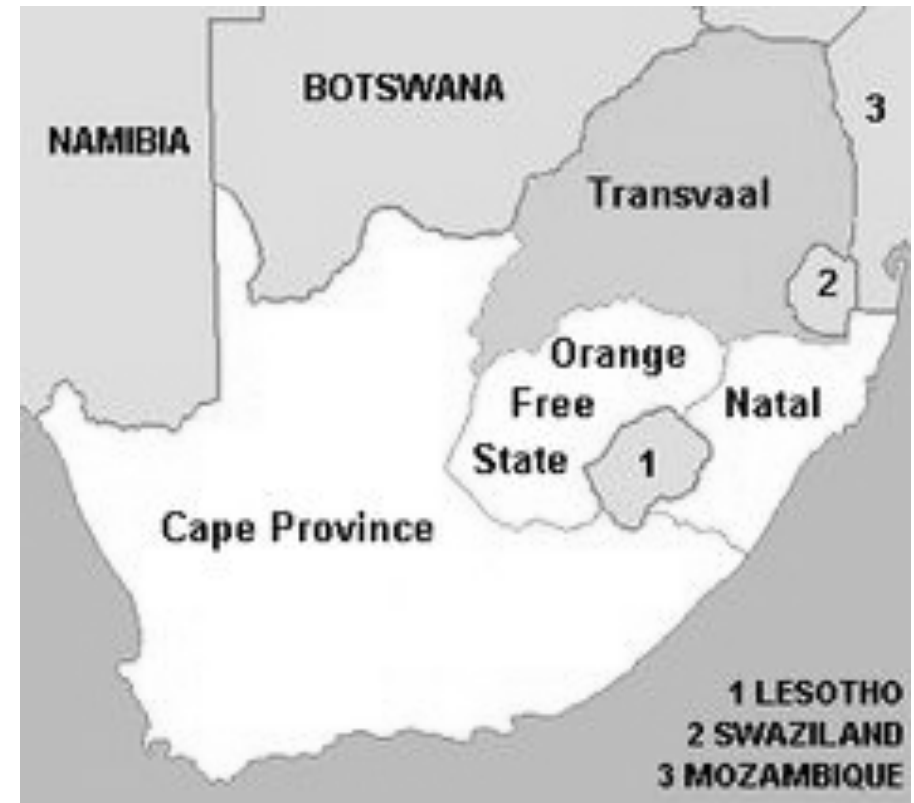 BOTSWANA
3
NAMIBIA
Transvaal
2
Orange
Free
State
Natal
1
Cape Province
1 LESOTHO
2 SWAZILAND
3 MOZAMBIQUE